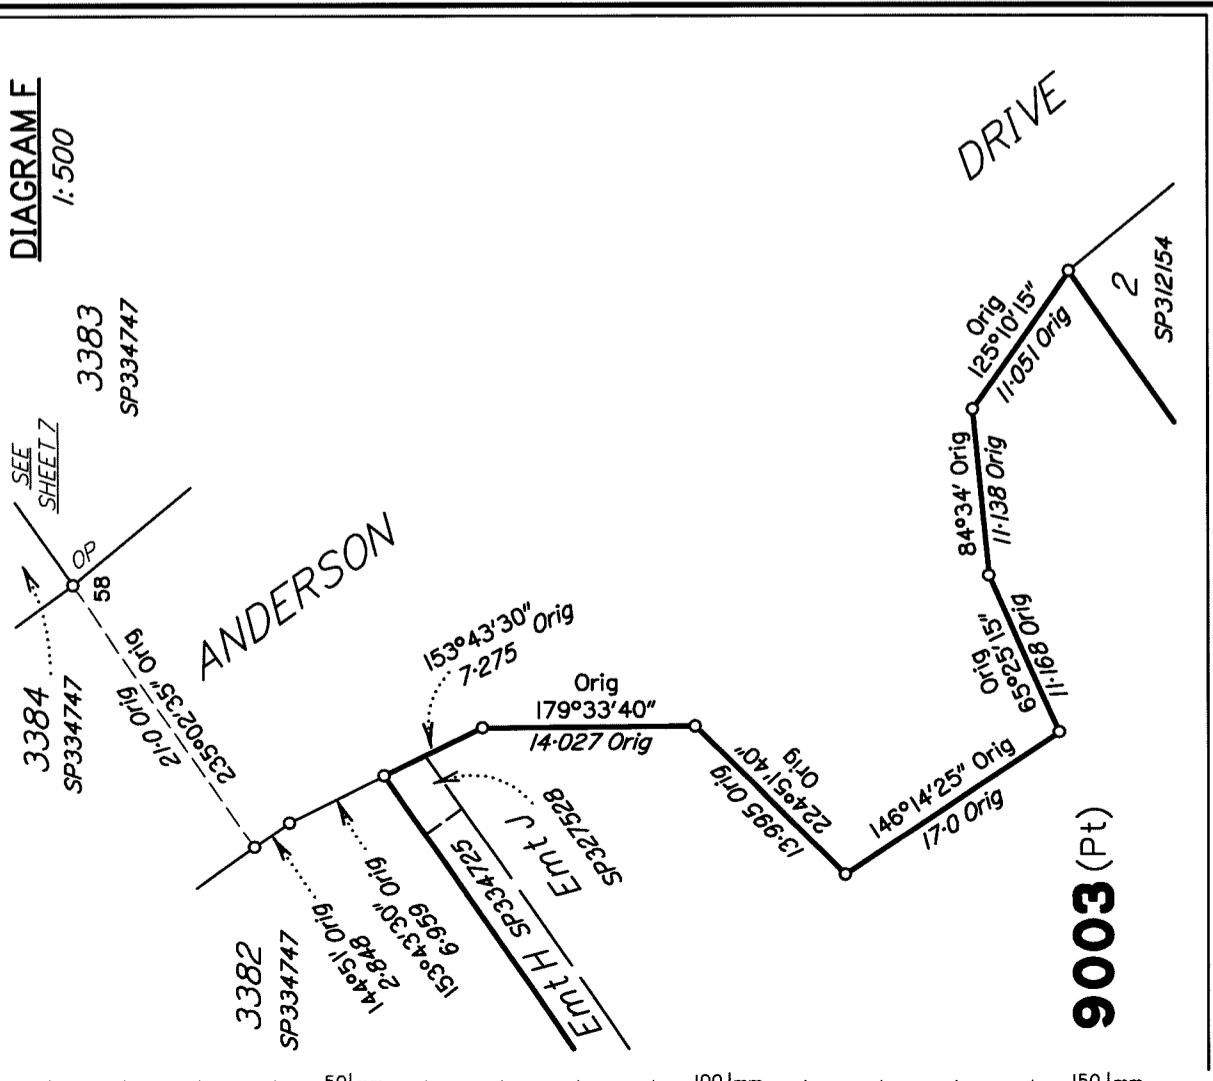 DIAGRAM F
1:500
DRIVE
3383
SP334747
SEE
SHEET 7
OP
58
ANDERSON
3384
SP334747
21·0 Orig
235°02'35" Orig
2
SP312154
Orig
125°10'15"
11·051 Orig
84°34' Orig
11·138 Orig
Orig
65°25'15"
11·168 Orig
153°43'30" Orig
7·275
Orig
179°33'40"
14·027 Orig
224°51'40"
Orig
13·995 Orig
146°14'25" Orig
17·0 Orig
Emt J
SP327528
Emt H SP334725
3382
SP334747
144°51' Orig
2·848
153°43'30" Orig
6·959
9003 (Pt)
50 mm
100 mm
150 mm